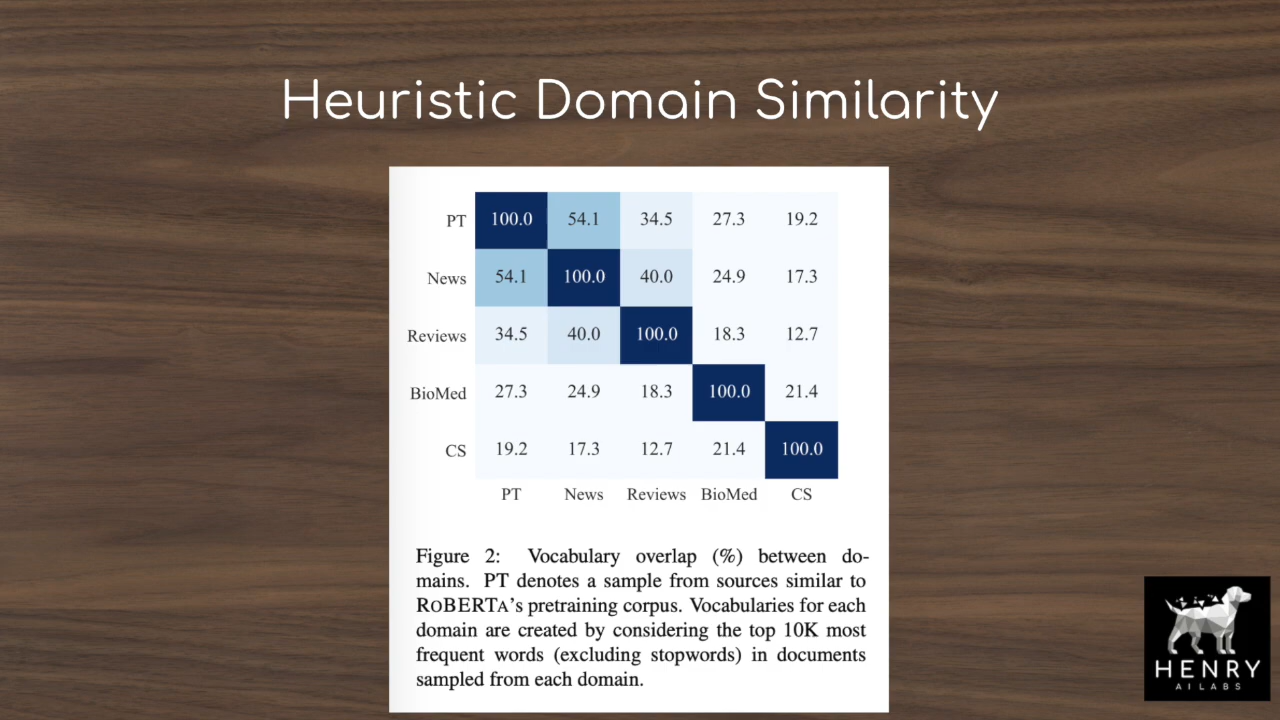 Heuristic Domain Similarity
PT 100.0 54.1 34.5 27.3 19.2
News 54.1 100.0 40.0 24.9 17.3
Reviews 34.5 40.0 100.0 18.3 12.7
BioMed 27.3 24.9 18.3 100.0 21.4
CS 19.2 17.3 12.7 21.4 100.0
PT News Reviews BioMed CS
Figure 2: Vocabulary overlap (%) between do-
mains. PT denotes a sample from sources similar to
ROBERTA's pretraining corpus. Vocabularies for each
domain are created by considering the top 10K most
frequent words (excluding stopwords) in documents
sampled from each domain.
HENRY
AI LABS